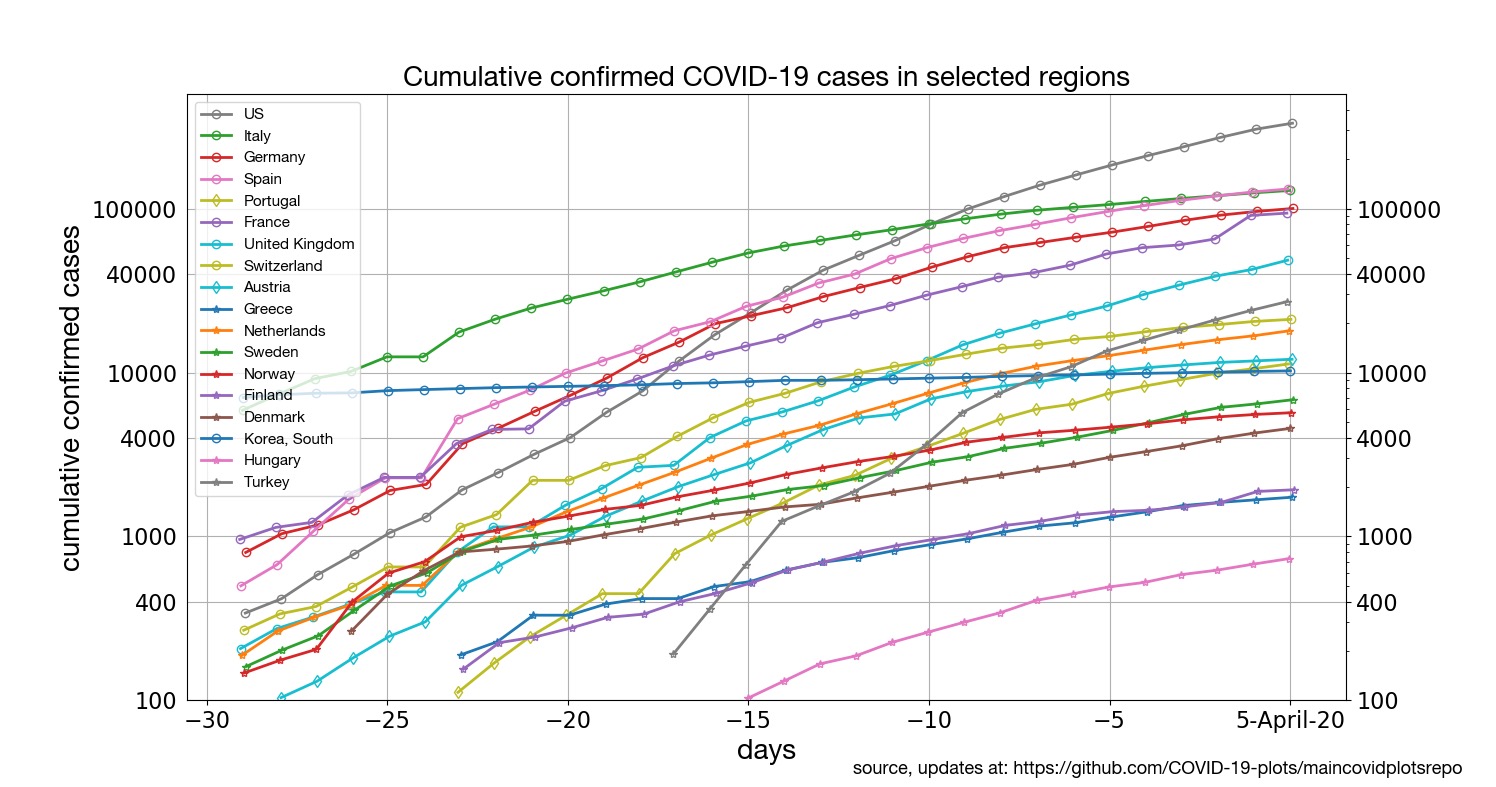 Cumulative confirmed COVID-19 cases in selected regions
US
Italy
Germany
Spain
Portugal
France
United Kingdom
Switzerland
Austria
Greece
Netherlands
Sweden
Norway
Finland
Denmark
Korea, South
Hungary
Turkey
cumulative confirmed cases
100000
40000
10000
4000
1000
400
100
100000
40000
10000
4000
1000
400
100
−30 −25 −20 −15 −10 −5 5-April-20
days
source, updates at: https://github.com/COVID-19-plots/maincovidplotsrepo